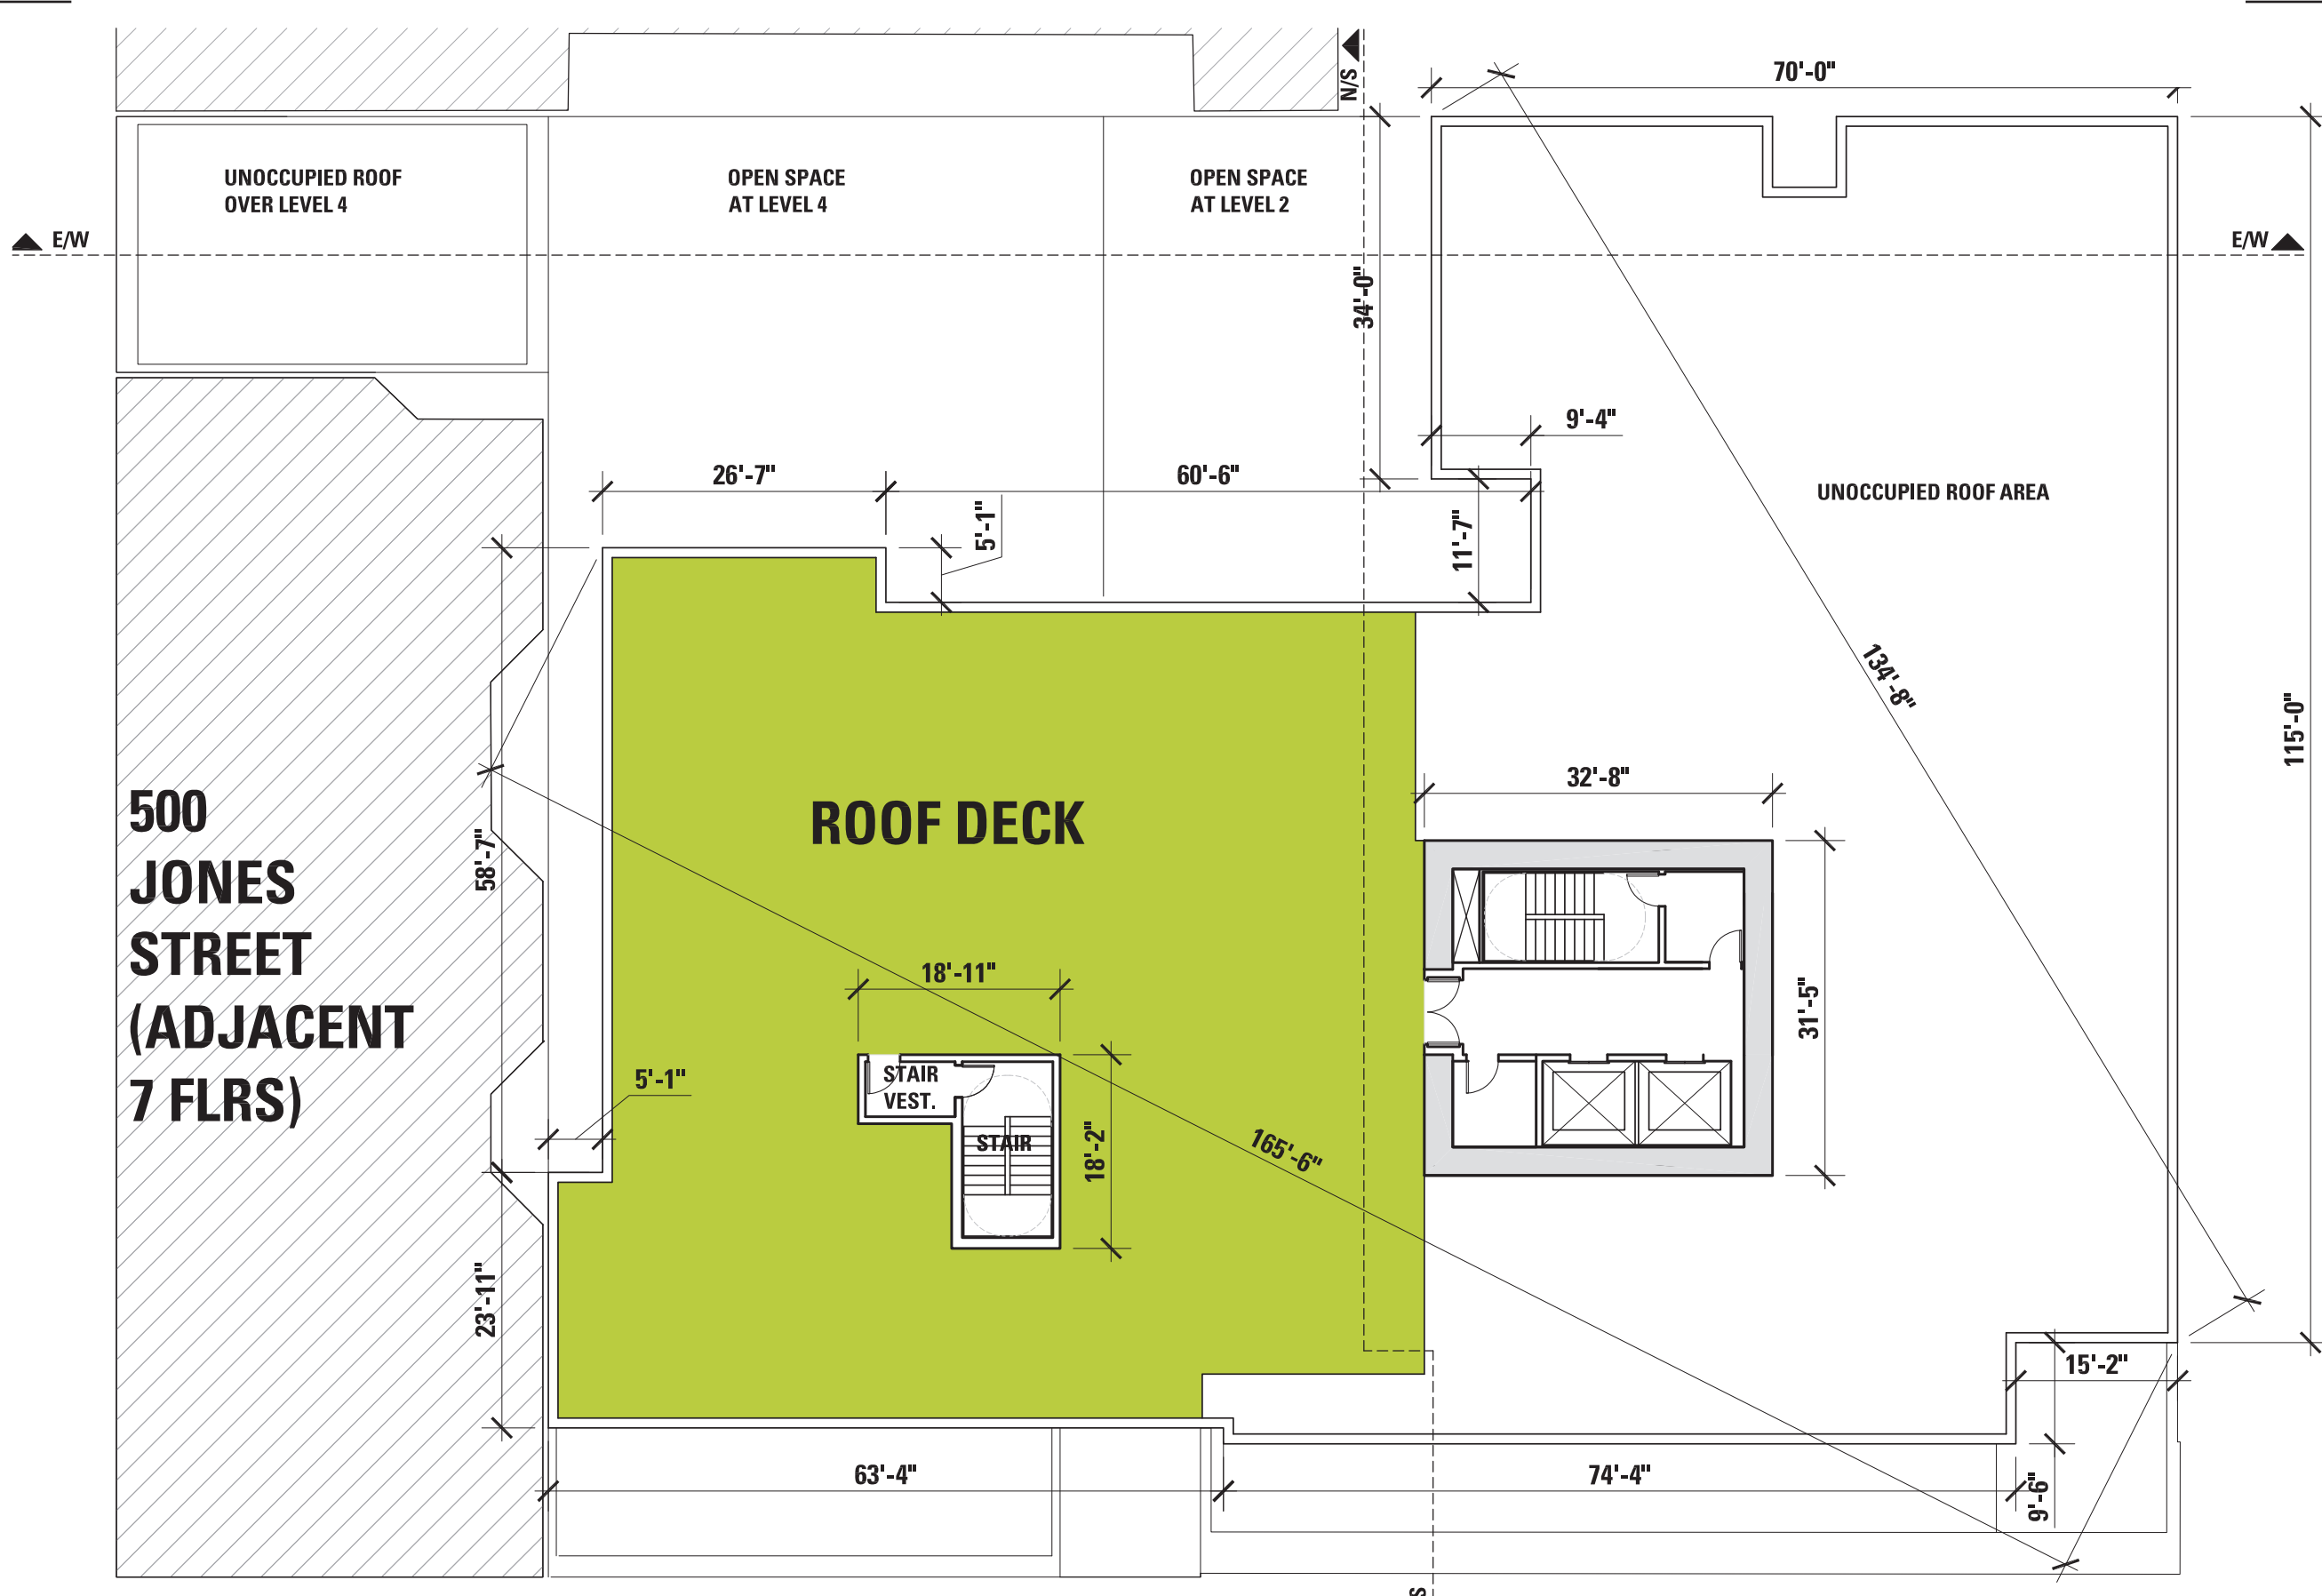 70'-0"
N/S
UNOCCUPIED ROOF
OVER LEVEL 4
OPEN SPACE
AT LEVEL 4
OPEN SPACE
AT LEVEL 2
E/W
E/W
34'-0"
9'-4"
26'-7"
60'-6"
UNOCCUPIED ROOF AREA
5'-1"
11'-7"
134'-8"
115'-0"
32'-8"
ROOF DECK
58'-7"
500
JONES
STREET
(ADJACENT
7 FLRS)
18'-11"
31'-5"
STAIR
VEST.
5'-1"
STAIR
18'-2"
165'-6"
23'-11"
15'-2"
63'-4"
74'-4"
9'-6"